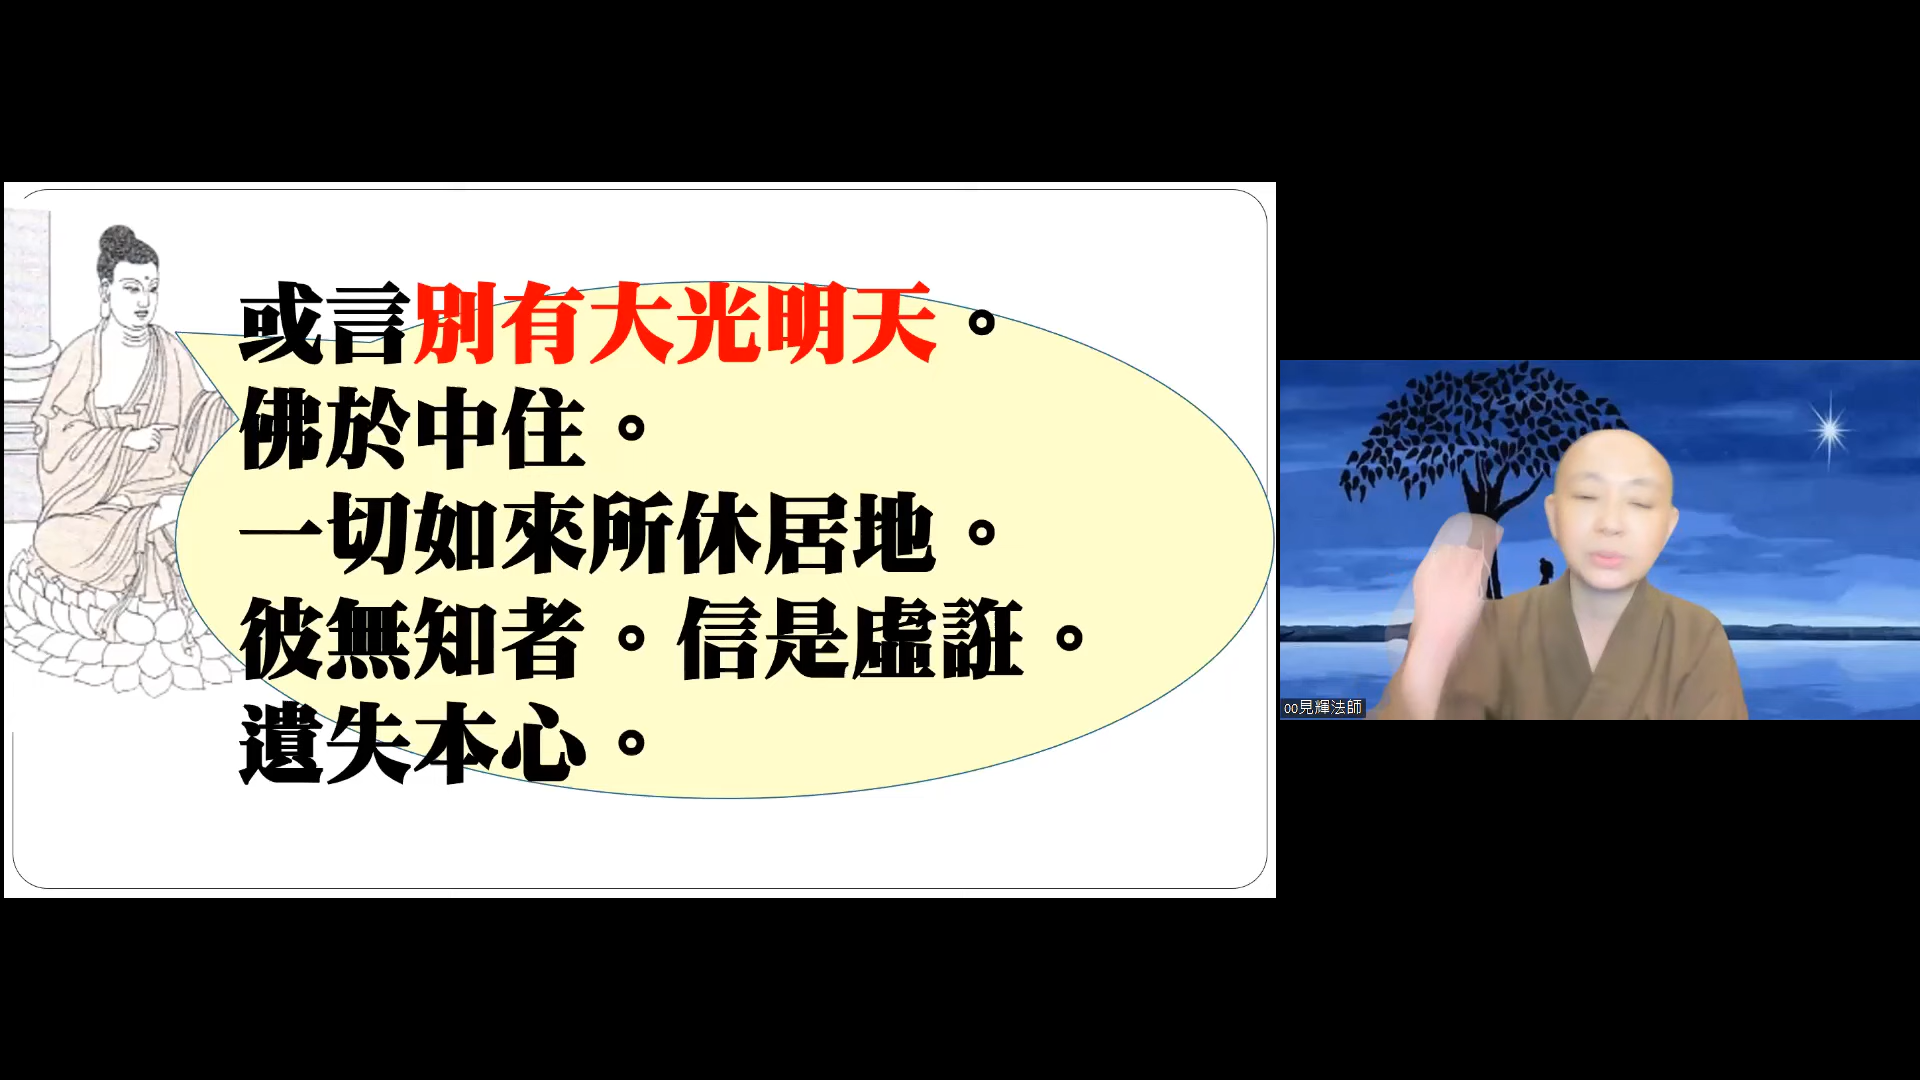 或言別有大光明天。
佛於中住。
一切如來所休居地。
彼無知者。信是虛誑。
遺失本心。
oo見輝法師